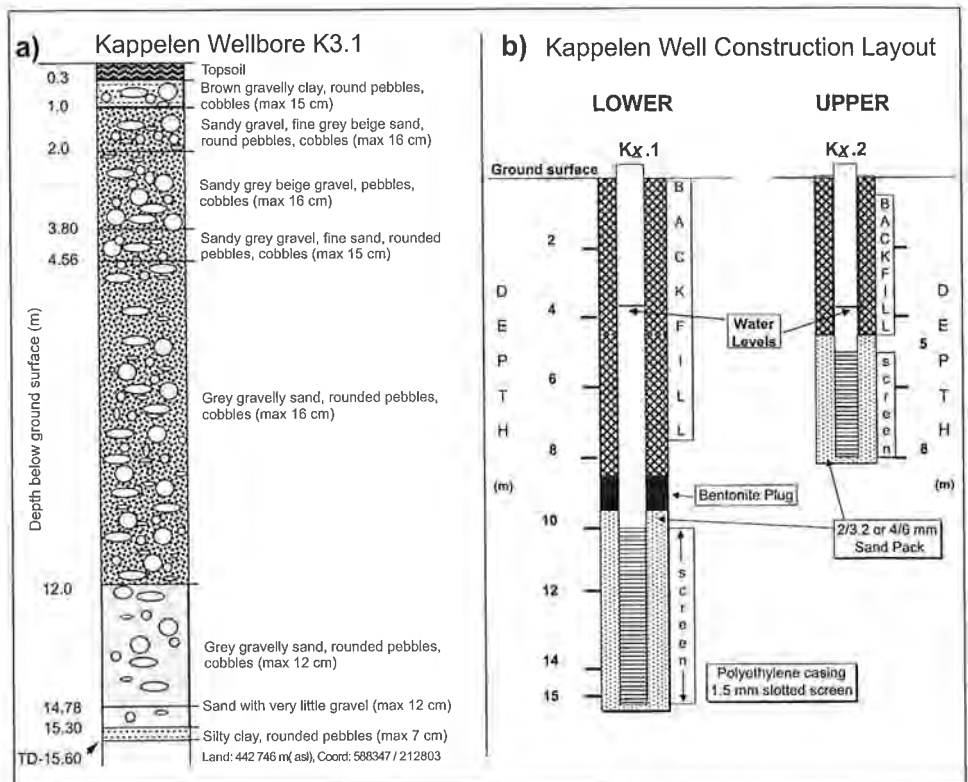 a) Kappelen Wellbore K3.1
Depth below ground surface (m)
0.3
1.0
2.0
3.80
4.56
12.0
14.78
15.30
TD-15.60
Topsoil
Brown gravelly clay, round pebbles,
cobbles (max 15 cm)
Sandy gravel, fine grey beige sand,
round pebbles, cobbles (max 16 cm)
Sandy grey beige gravel, pebbles,
cobbles (max 16 cm)
Sandy grey gravel, fine sand, rounded
pebbles, cobbles (max 15 cm)
Grey gravelly sand, rounded pebbles,
cobbles (max 16 cm)
Grey gravelly sand, rounded pebbles,
cobbles (max 12 cm)
Sand with very little gravel (max 12 cm)
Silty clay, rounded pebbles (max 7 cm)
Land: 442 746 m( asl), Coord: 588347 / 212803
b) Kappelen Well Construction Layout
LOWER
UPPER
Kx.1
Kx.2
Ground surface
DEPTH
(m)
2
4
6
8
10
12
14
15
BACKFILL
Water
Levels
Bentonite Plug
screen
BACKFILL
screen
5
8
DEPTH
(m)
2/3.2 or 4/6 mm
Sand Pack
Polyethylene casing
1.5 mm slotted screen